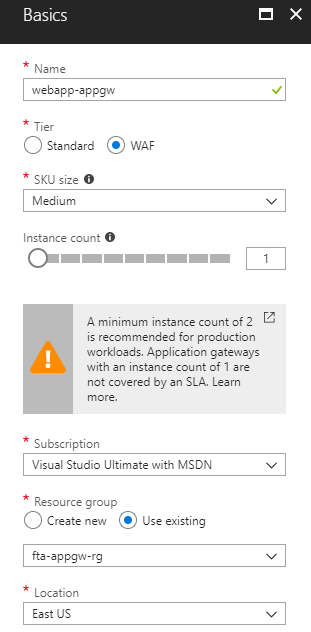 Basics
* Name
webapp-appgw
* Tier
Standard WAF
* SKU size
Medium
Instance count
1
A minimum instance count of 2
is recommended for production
workloads. Application gateways
with an instance count of 1 are
not covered by an SLA. Learn
more.
* Subscription
Visual Studio Ultimate with MSDN
* Resource group
Create new Use existing
fta-appgw-rg
* Location
East US